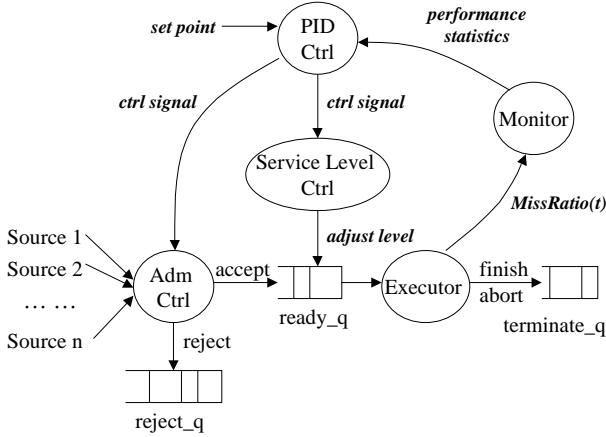 performance
statistics
set point
PID
Ctrl
ctrl signal
ctrl signal
Monitor
Service Level
Ctrl
MissRatio(t)
Source 1
Source 2
... ...
Source n
adjust level
Adm
Ctrl
accept
Executor
finish
abort
ready_q
terminate_q
reject
reject_q